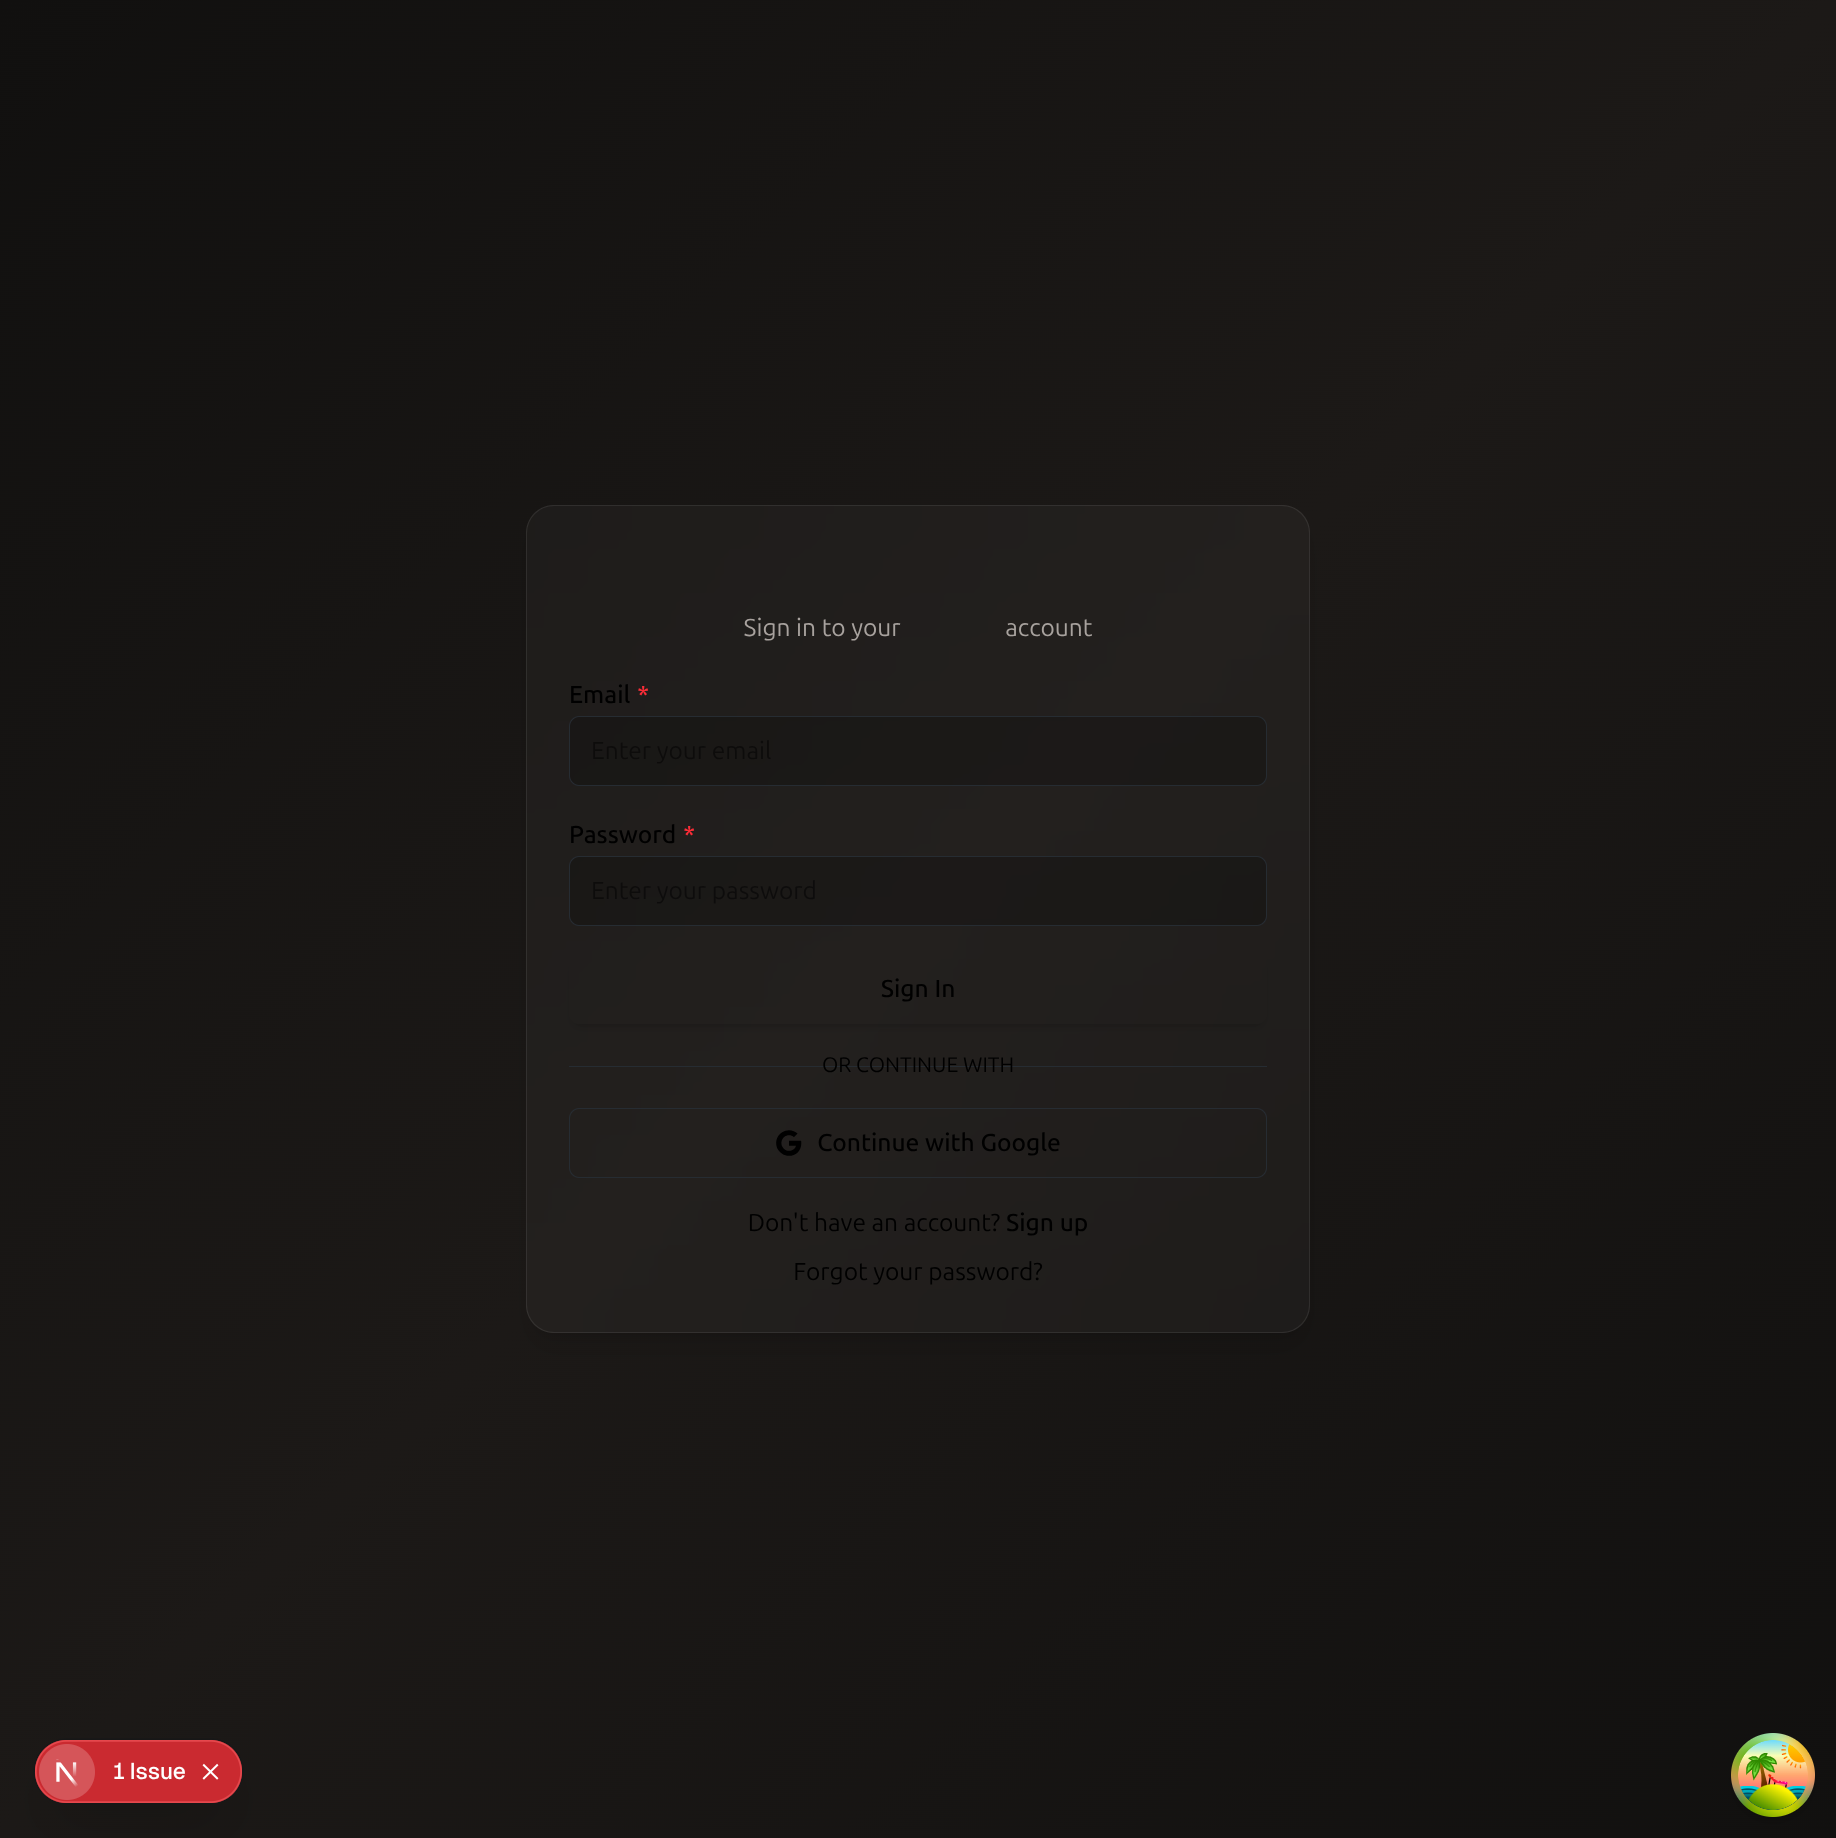 Sign in to your account
Email *
Enter your email
Password *
Enter your password
Sign In
OR CONTINUE WITH
Continue with Google
Don't have an account? Sign up
Forgot your password?
1 Issue